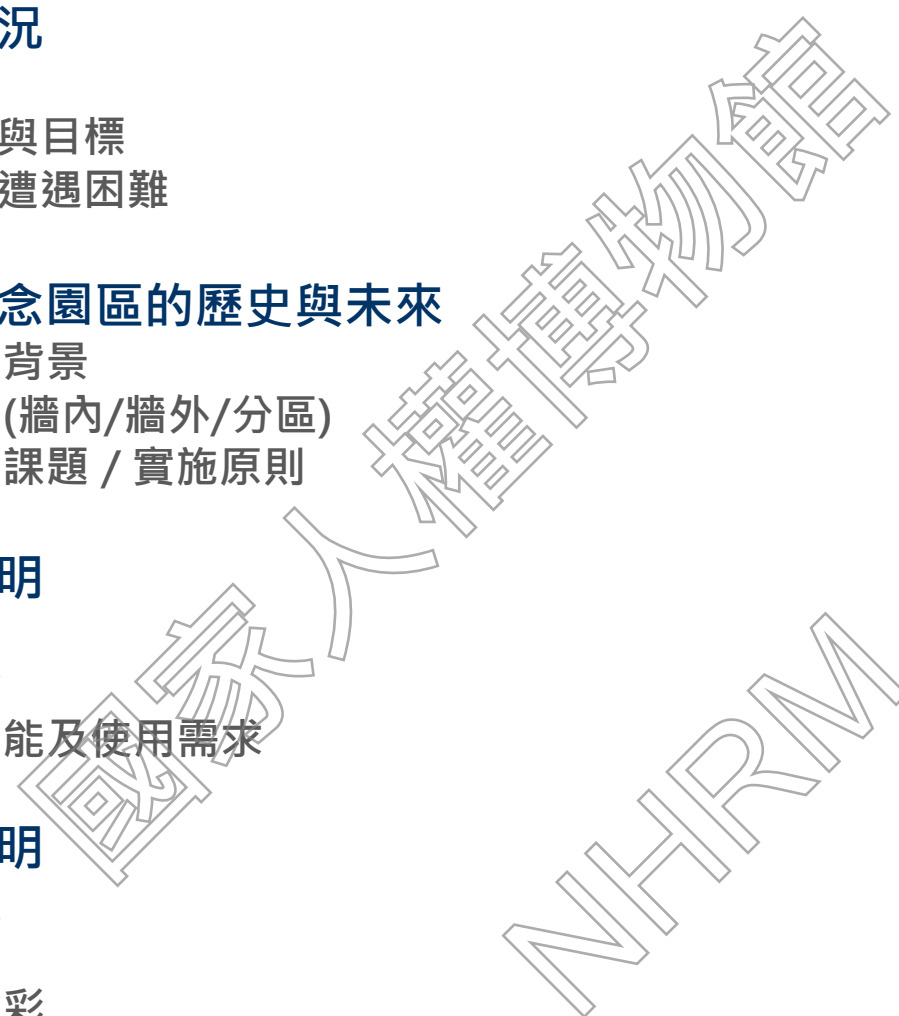 況
與目標
遭遇困難
念園區的歷史與未來
背景
(牆內/牆外/分區)
課題 / 實施原則
明
能及使用需求
明
彩
國家人權博物館
NHRM